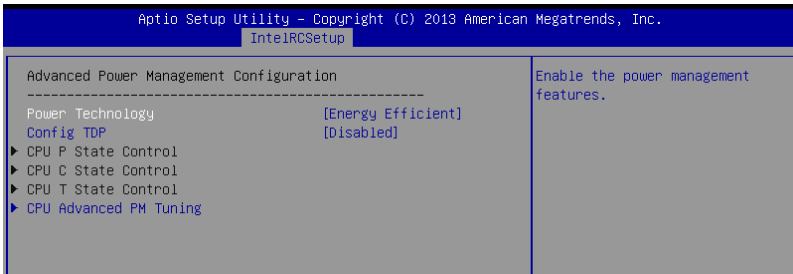 Aptio Setup Utility – Copyright (C) 2013 American Megatrends, Inc.
IntelRCSetup
Advanced Power Management Configuration
--------------------------------------------------
Power Technology [Energy Efficient]
Config TDP [Disabled]
CPU P State Control
CPU C State Control
CPU T State Control
CPU Advanced PM Tuning
Enable the power management
features.